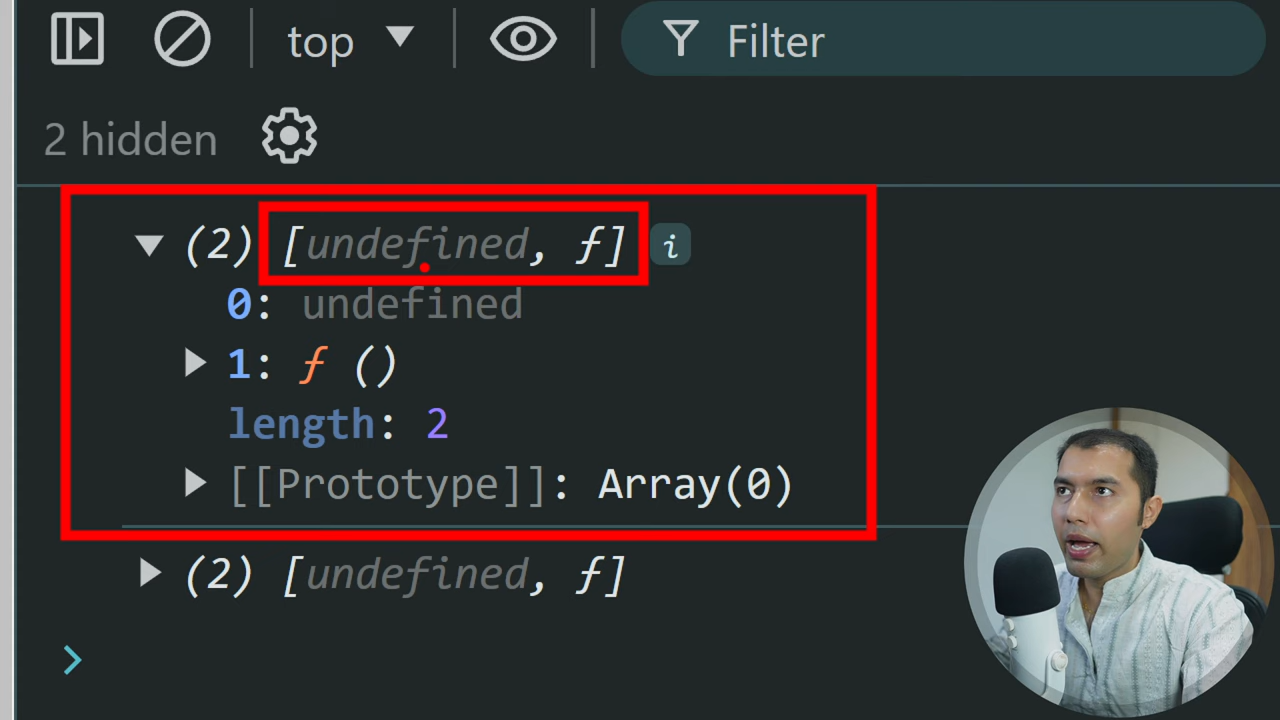 top Filter
2 hidden
(2) [undefined, ƒ] i
0: undefined
1: ƒ ()
length: 2
[[Prototype]]: Array(0)
(2) [undefined, ƒ]